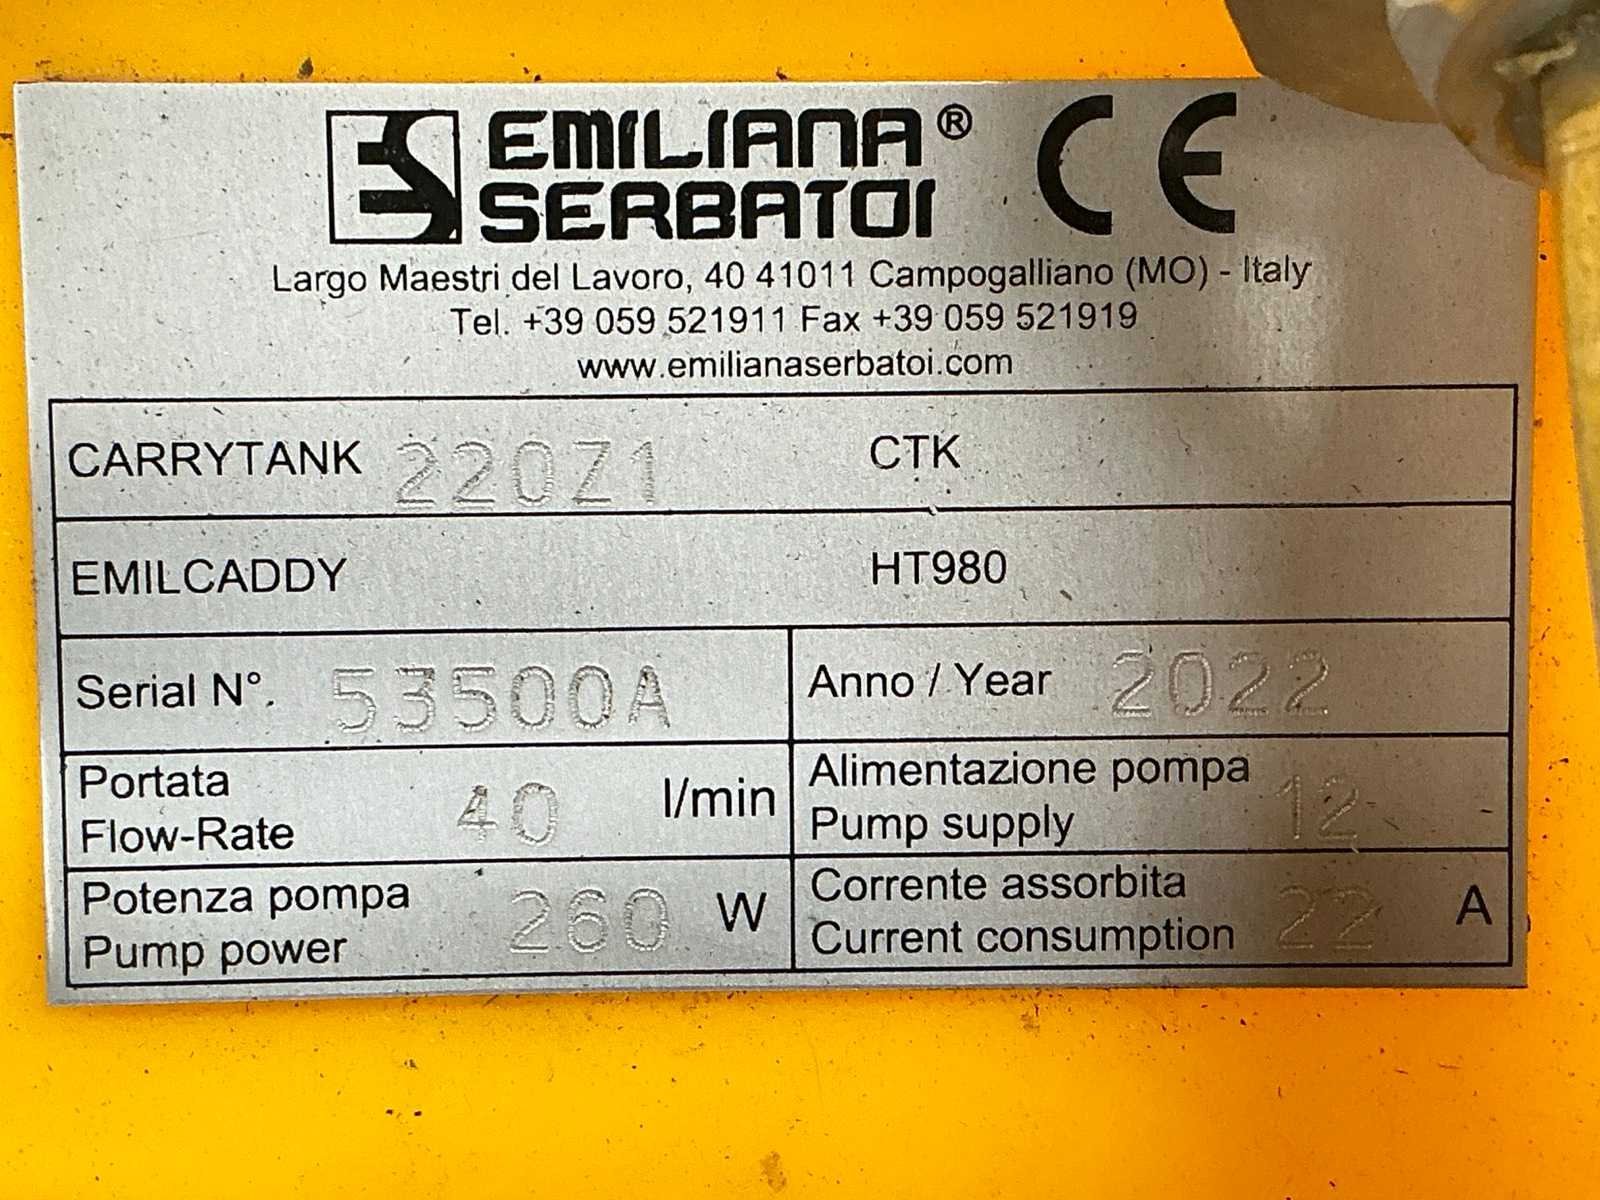 EMILIANA®
SERBATOI
CE
Largo Maestri del Lavoro, 40 41011 Campogalliano (MO) - Italy
Tel. +39 059 521911 Fax +39 059 521919
www.emilianaserbatoi.com
CARRYTANK 220Z1 CTK
EMILCADDY HT980
Serial N°. 53500A
Anno / Year 2022
Portata
Flow-Rate 40 l/min
Alimentazione pompa
Pump supply 12
Potenza pompa
Pump power 260 W
Corrente assorbita
Current consumption 22 A